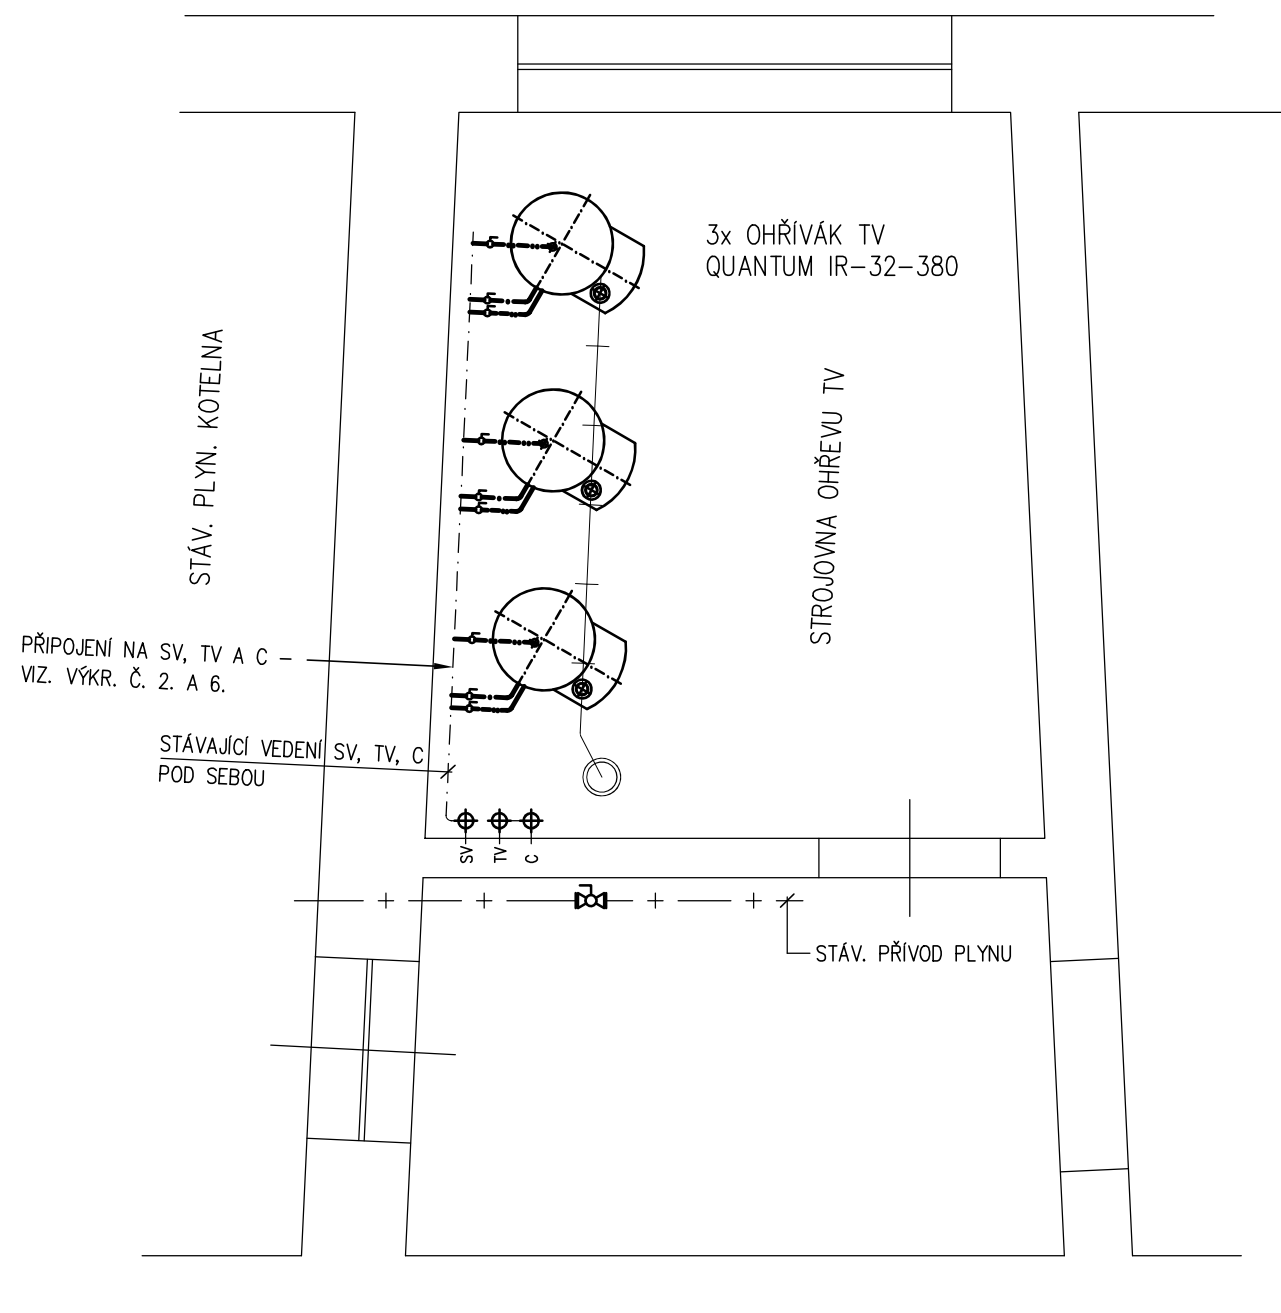 3x OHŘÍVÁK TV
QUANTUM IR-32-380
STÁV. PLYN. KOTELNA
STROJOVNA OHŘEVU TV
PŘIPOJENÍ NA SV, TV A C -
VIZ. VÝKR. Č. 2. A 6.
STÁVAJÍCÍ VEDENÍ SV, TV, C
POD SEBOU
SV
TV
C
STÁV. PŘÍVOD PLYNU